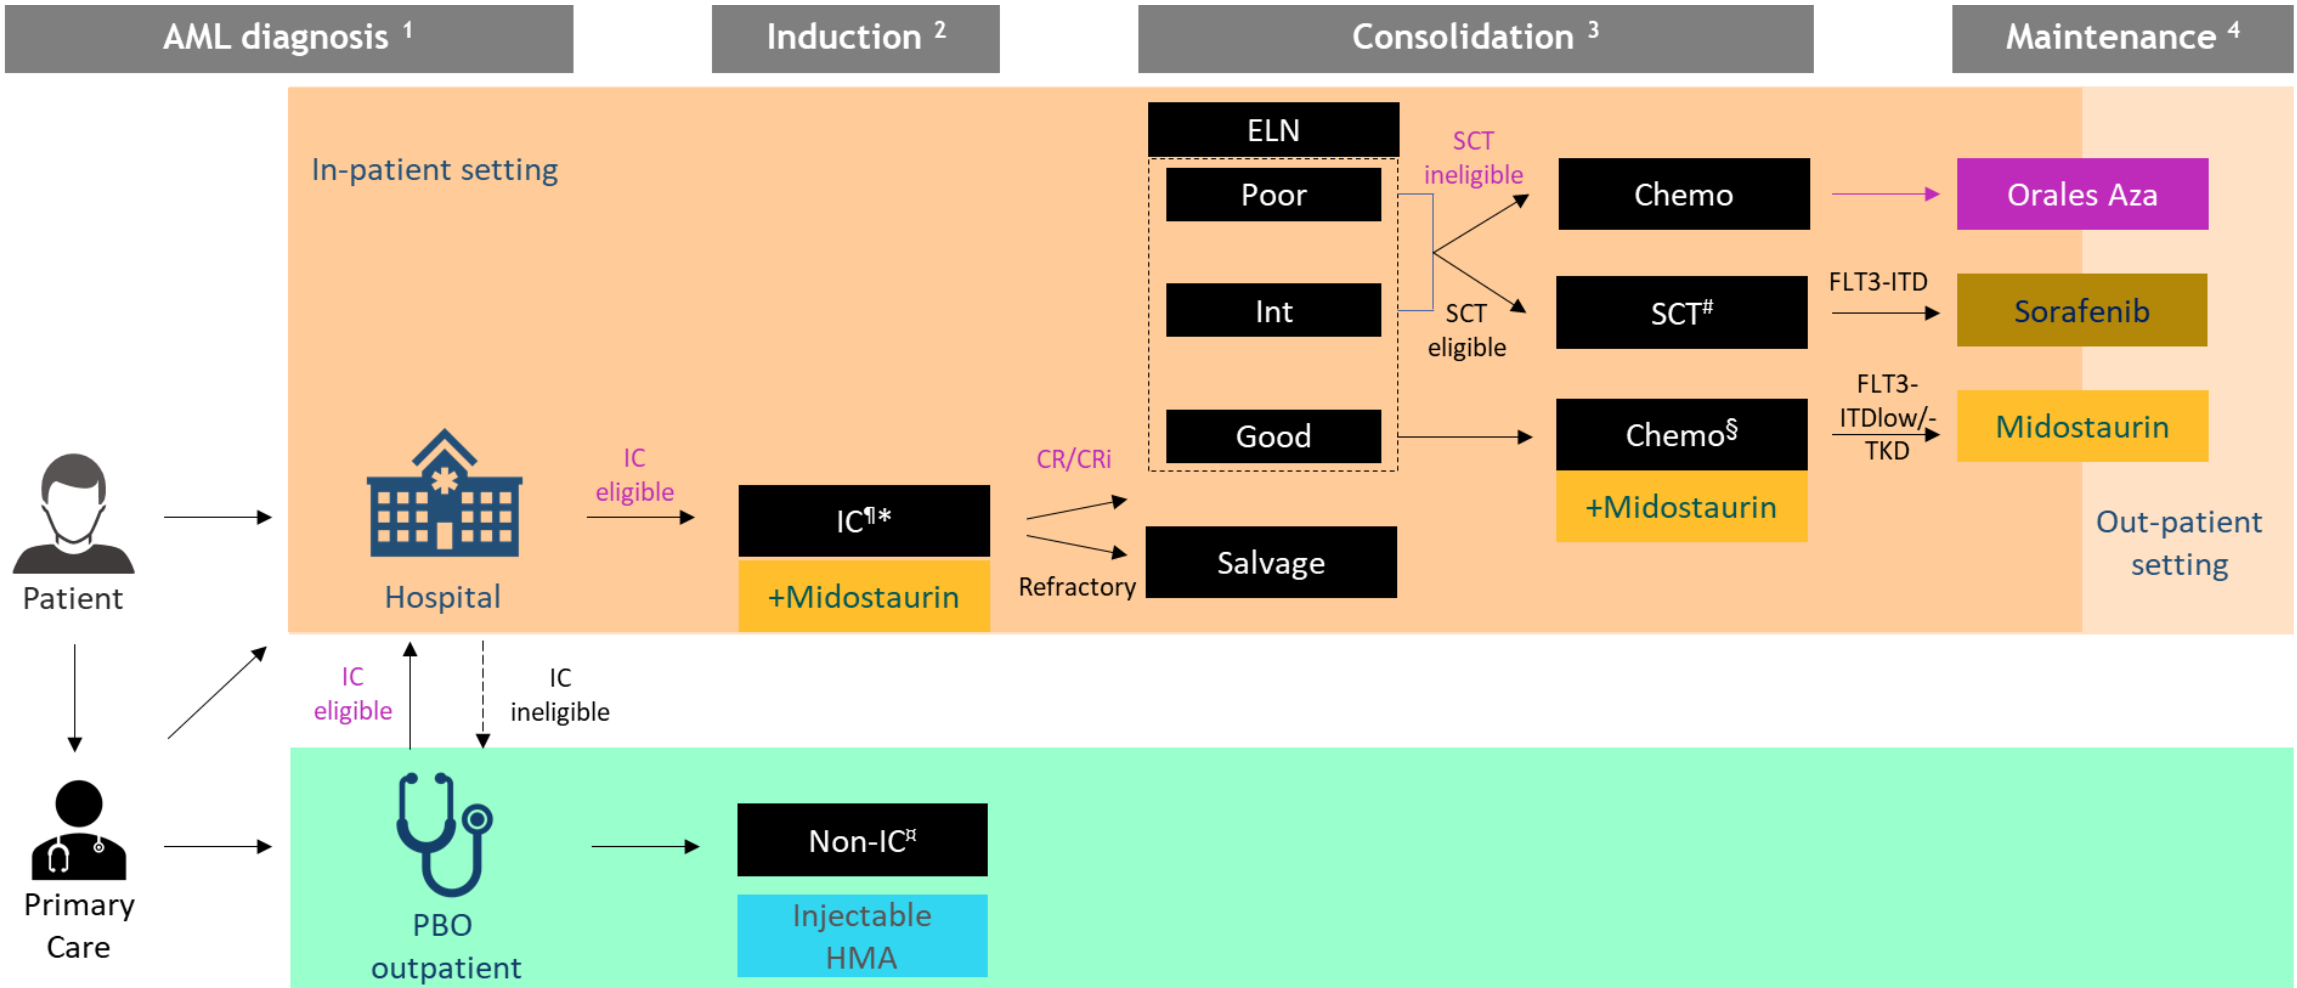 AML diagnosis ¹
Induction ²
Consolidation ³
Maintenance ⁴
In-patient setting
ELN
Poor
Int
Good
SCT
ineligible
SCT
eligible
Chemo
Orales Aza
SCT#
FLT3-ITD
Sorafenib
Chemo§
+Midostaurin
FLT3-
ITDlow/-
TKD
Midostaurin
Out-patient
setting
Patient
Hospital
IC
eligible
IC¶*
+Midostaurin
CR/CRi
Refractory
Salvage
IC
eligible
IC
ineligible
Primary
Care
PBO
outpatient
Non-IC¤
Injectable
HMA